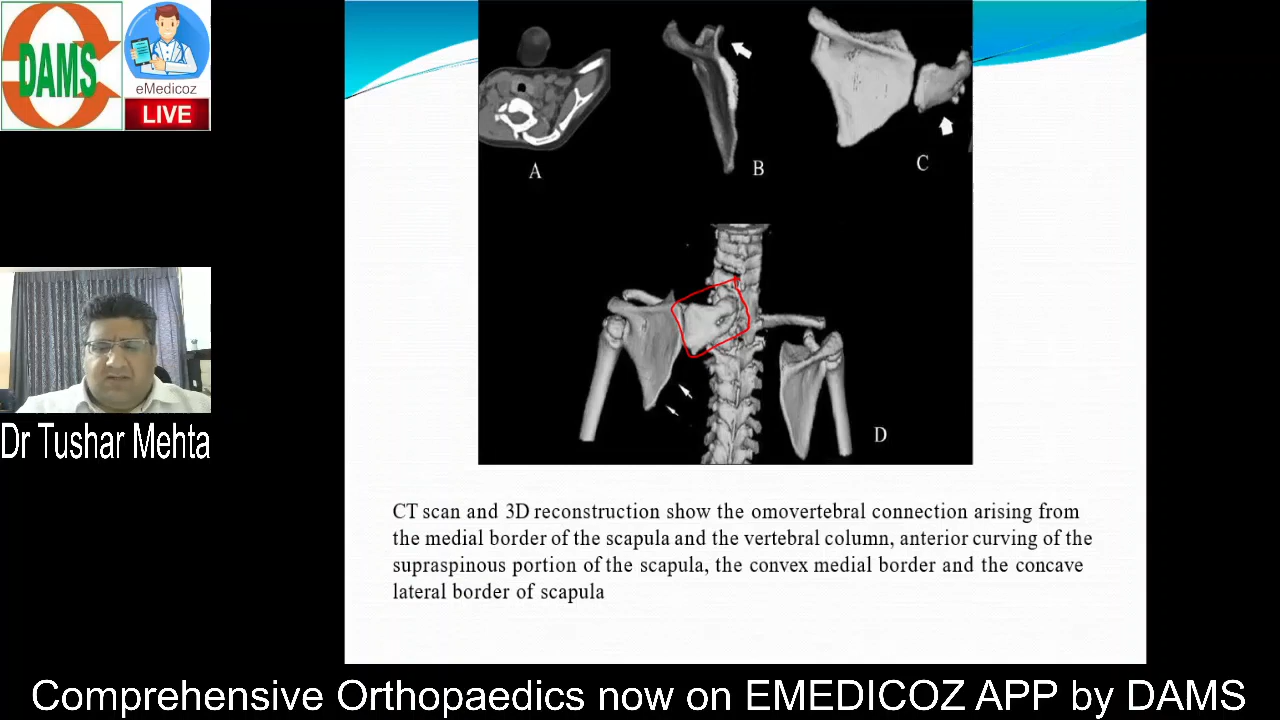 DAMS
eMedicoz
LIVE
A
B
C
D
Dr Tushar Mehta
CT scan and 3D reconstruction show the omovertebral connection arising from
the medial border of the scapula and the vertebral column, anterior curving of the
supraspinous portion of the scapula, the convex medial border and the concave
lateral border of scapula
Comprehensive Orthopaedics now on EMEDICOZ APP by DAMS